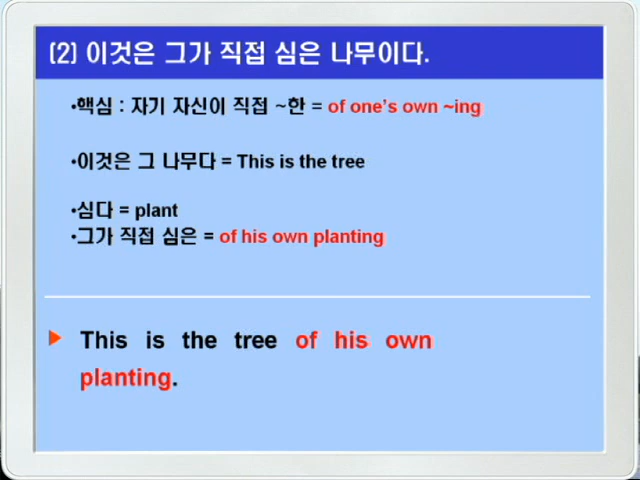 (2) 이것은 그가 직접 심은 나무이다.
•핵심 : 자기 자신이 직접 ~한 = of one's own ~ing
•이것은 그 나무다 = This is the tree
•심다 = plant
•그가 직접 심은 = of his own planting
This is the tree of his own
planting.